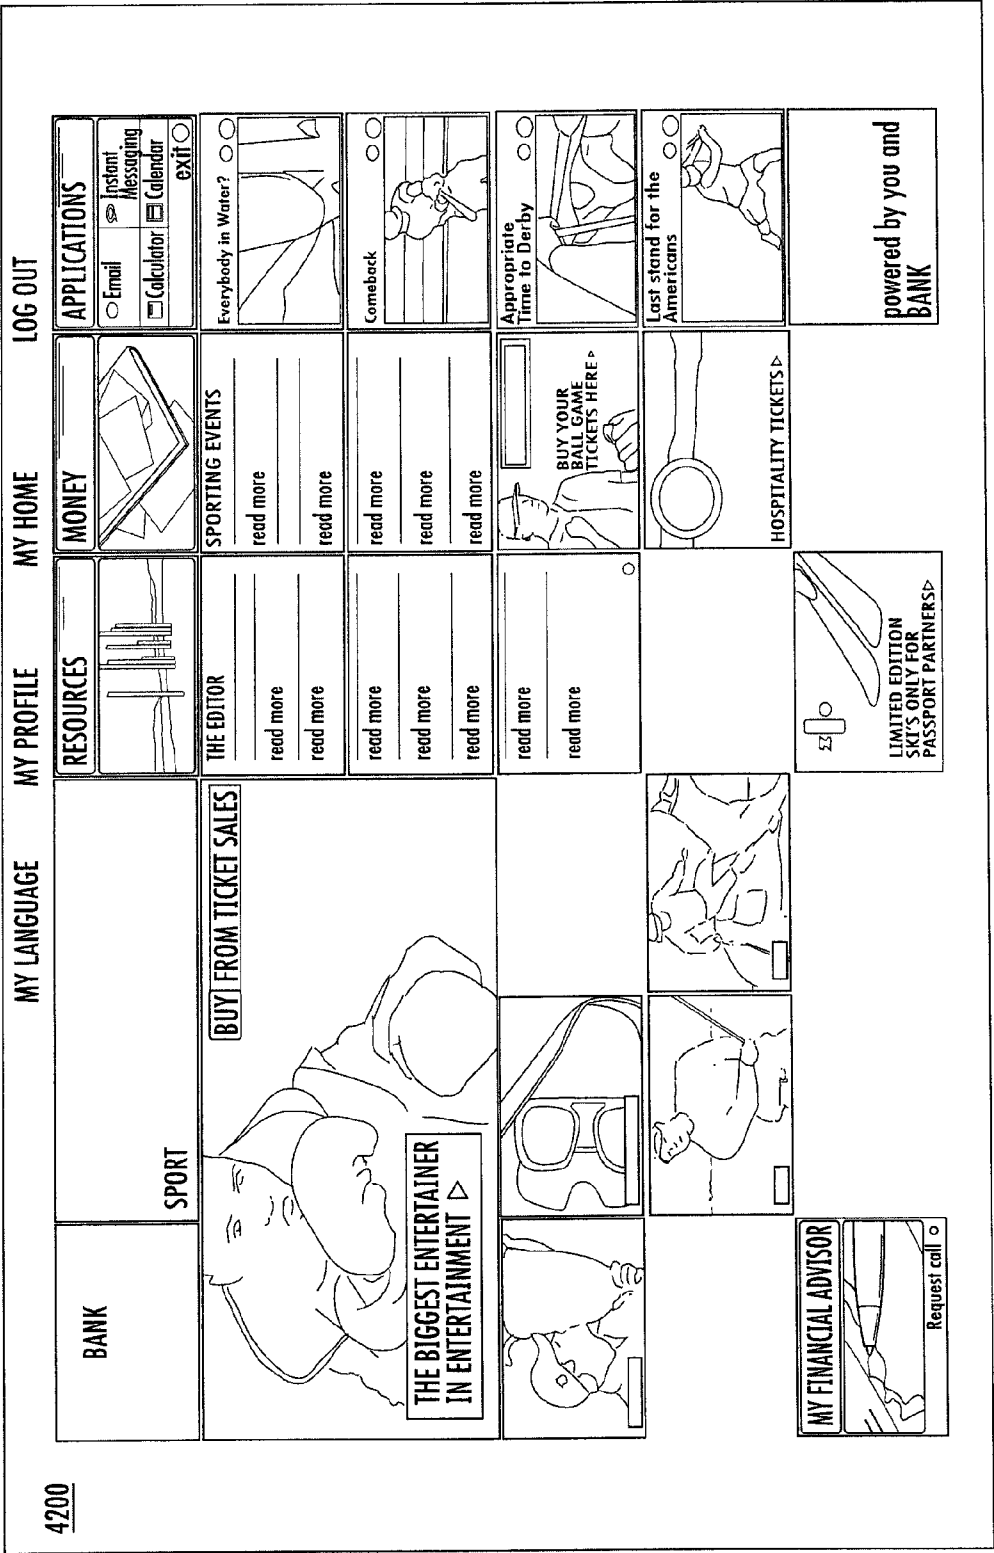 4200
MY LANGUAGE
MY PROFILE
MY HOME
LOG OUT
BANK
SPORT
RESOURCES
MONEY
APPLICATIONS
Email
Instant
Messaging
Calculator
Calendar
exit
BUY FROM TICKET SALES
THE BIGGEST ENTERTAINER
IN ENTERTAINMENT
THE EDITOR
read more
read more
SPORTING EVENTS
read more
read more
Everybody in Water?
read more
read more
read more
read more
read more
read more
Comeback
read more
read more
BUY YOUR
BALL GAME
TICKETS HERE
Appropriate
Time to Derby
HOSPITALITY TICKETS
Last stand for the
Americans
MY FINANCIAL ADVISOR
Request call
LIMITED EDITION
SKI'S ONLY FOR
PASSPORT PARTNERS
powered by you and
BANK